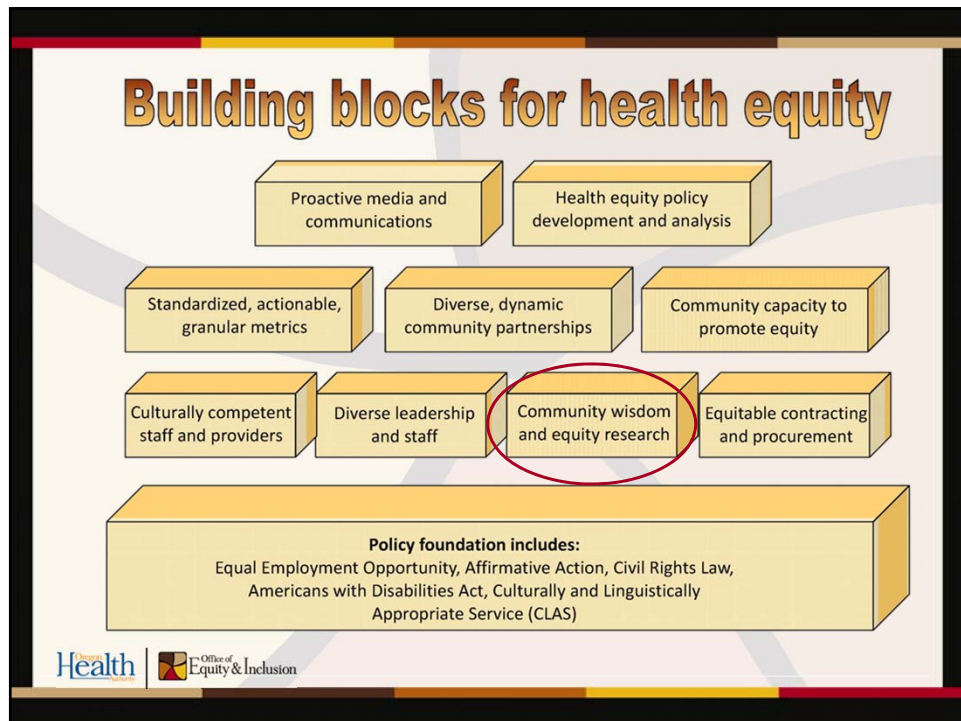 Building blocks for health equity
Proactive media and
communications
Health equity policy
development and analysis
Standardized, actionable,
granular metrics
Diverse, dynamic
community partnerships
Community capacity to
promote equity
Culturally competent
staff and providers
Diverse leadership
and staff
Community wisdom
and equity research
Equitable contracting
and procurement
Policy foundation includes:
Equal Employment Opportunity, Affirmative Action, Civil Rights Law,
Americans with Disabilities Act, Culturally and Linguistically
Appropriate Service (CLAS)
Oregon
Health
Authority
Office of
Equity & Inclusion